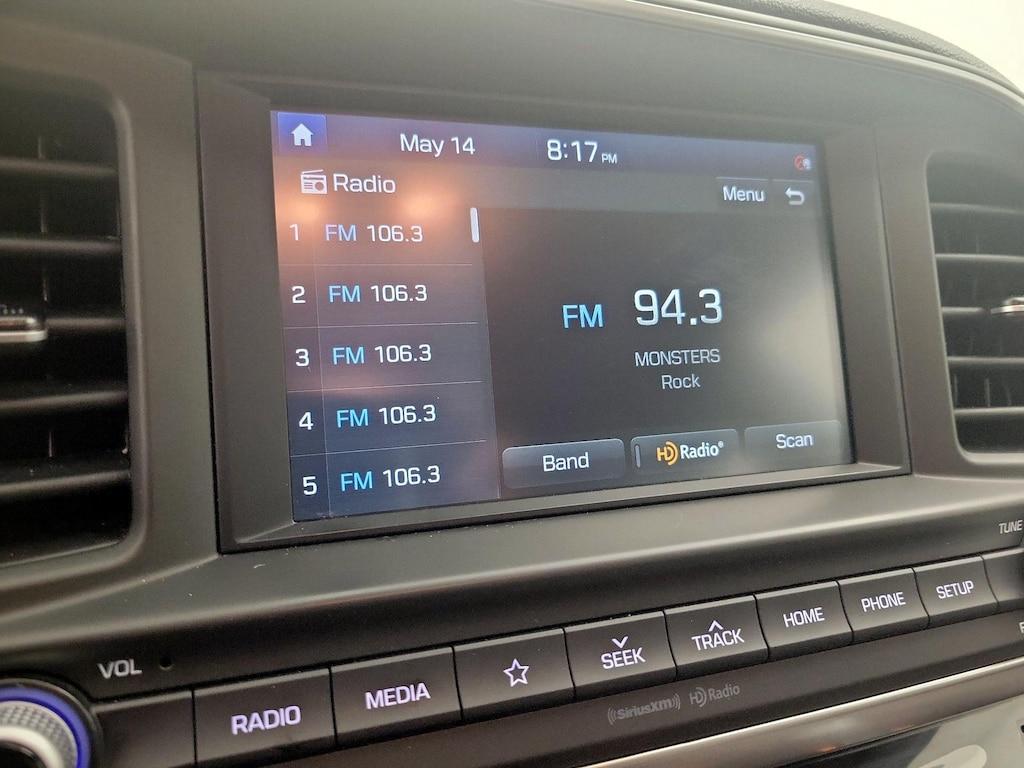 May 14 8:17 PM
Radio
Menu
1 FM 106.3
2 FM 106.3
3 FM 106.3
4 FM 106.3
5 FM 106.3
FM 94.3
MONSTERS
Rock
Band HD Radio® Scan
TUNE
VOL
RADIO MEDIA SEEK TRACK HOME PHONE SETUP
((SiriusXM)) HD Radio